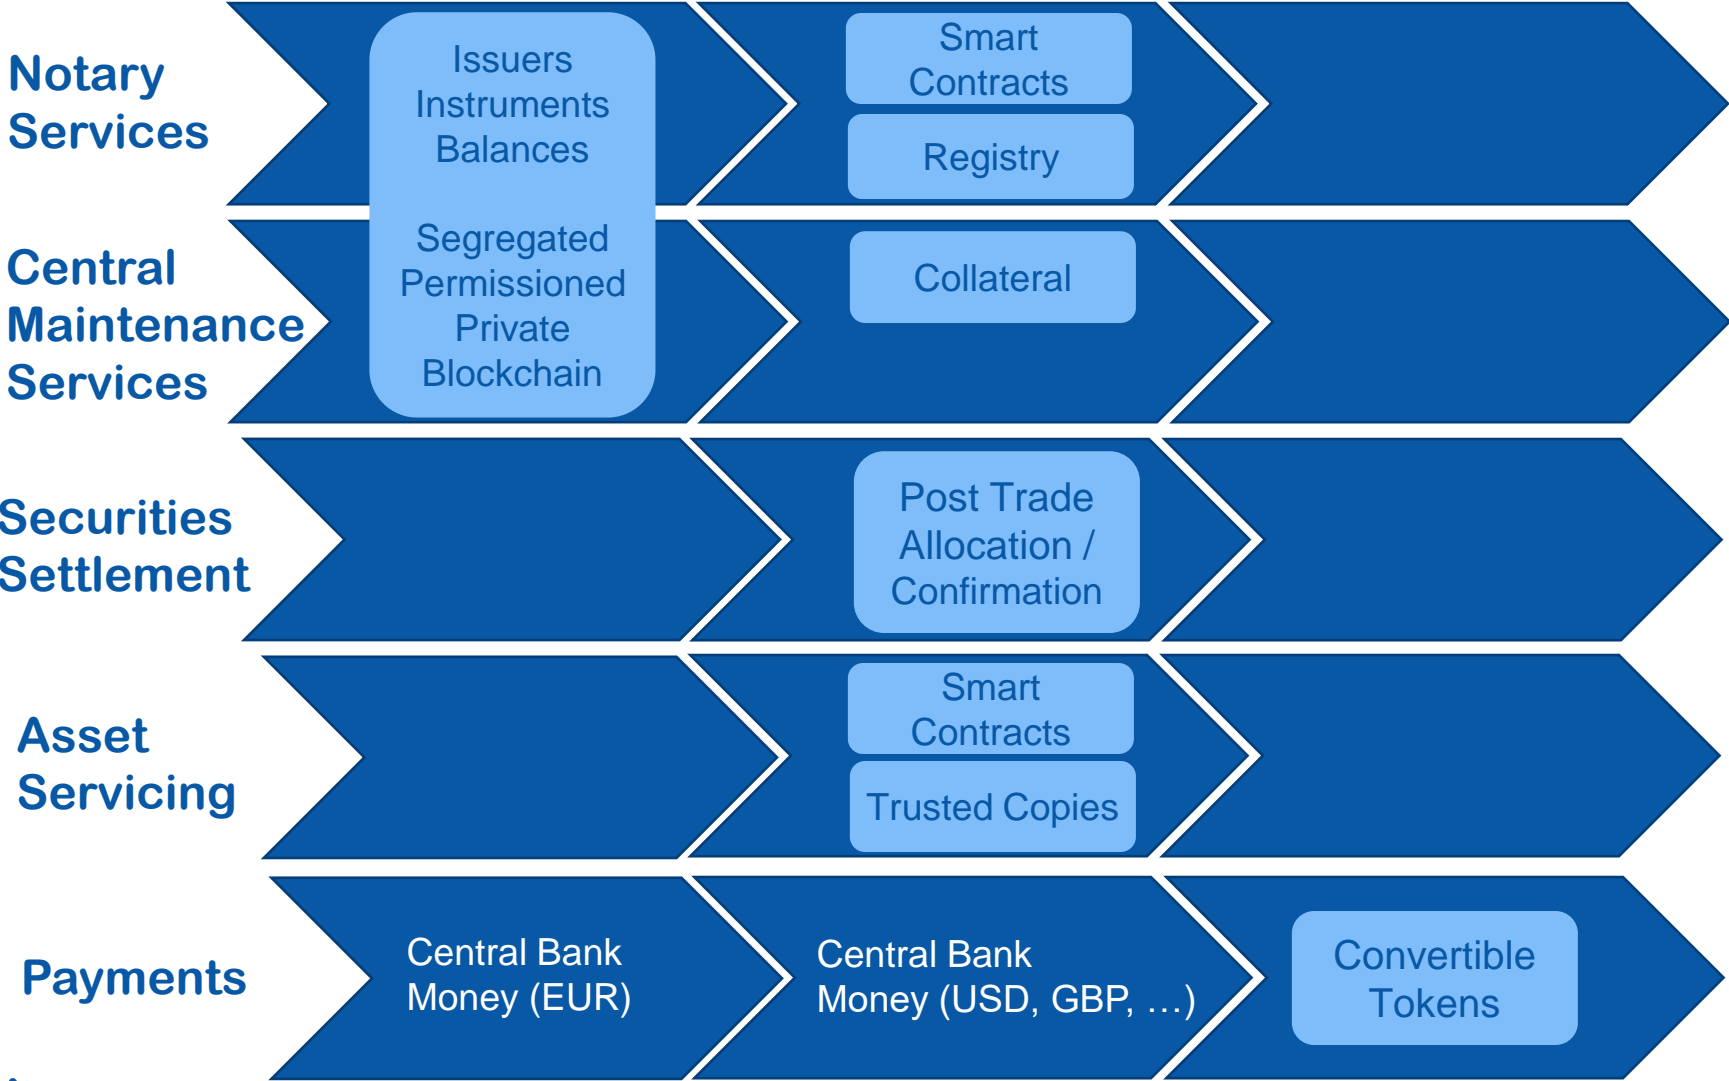 Notary
Services
Issuers
Instruments
Balances
Segregated
Permissioned
Private
Blockchain
Smart
Contracts
Registry
Central
Maintenance
Services
Collateral
Securities
Settlement
Post Trade
Allocation /
Confirmation
Asset
Servicing
Smart
Contracts
Trusted Copies
Payments
Central Bank
Money (EUR)
Central Bank
Money (USD, GBP, …)
Convertible
Tokens